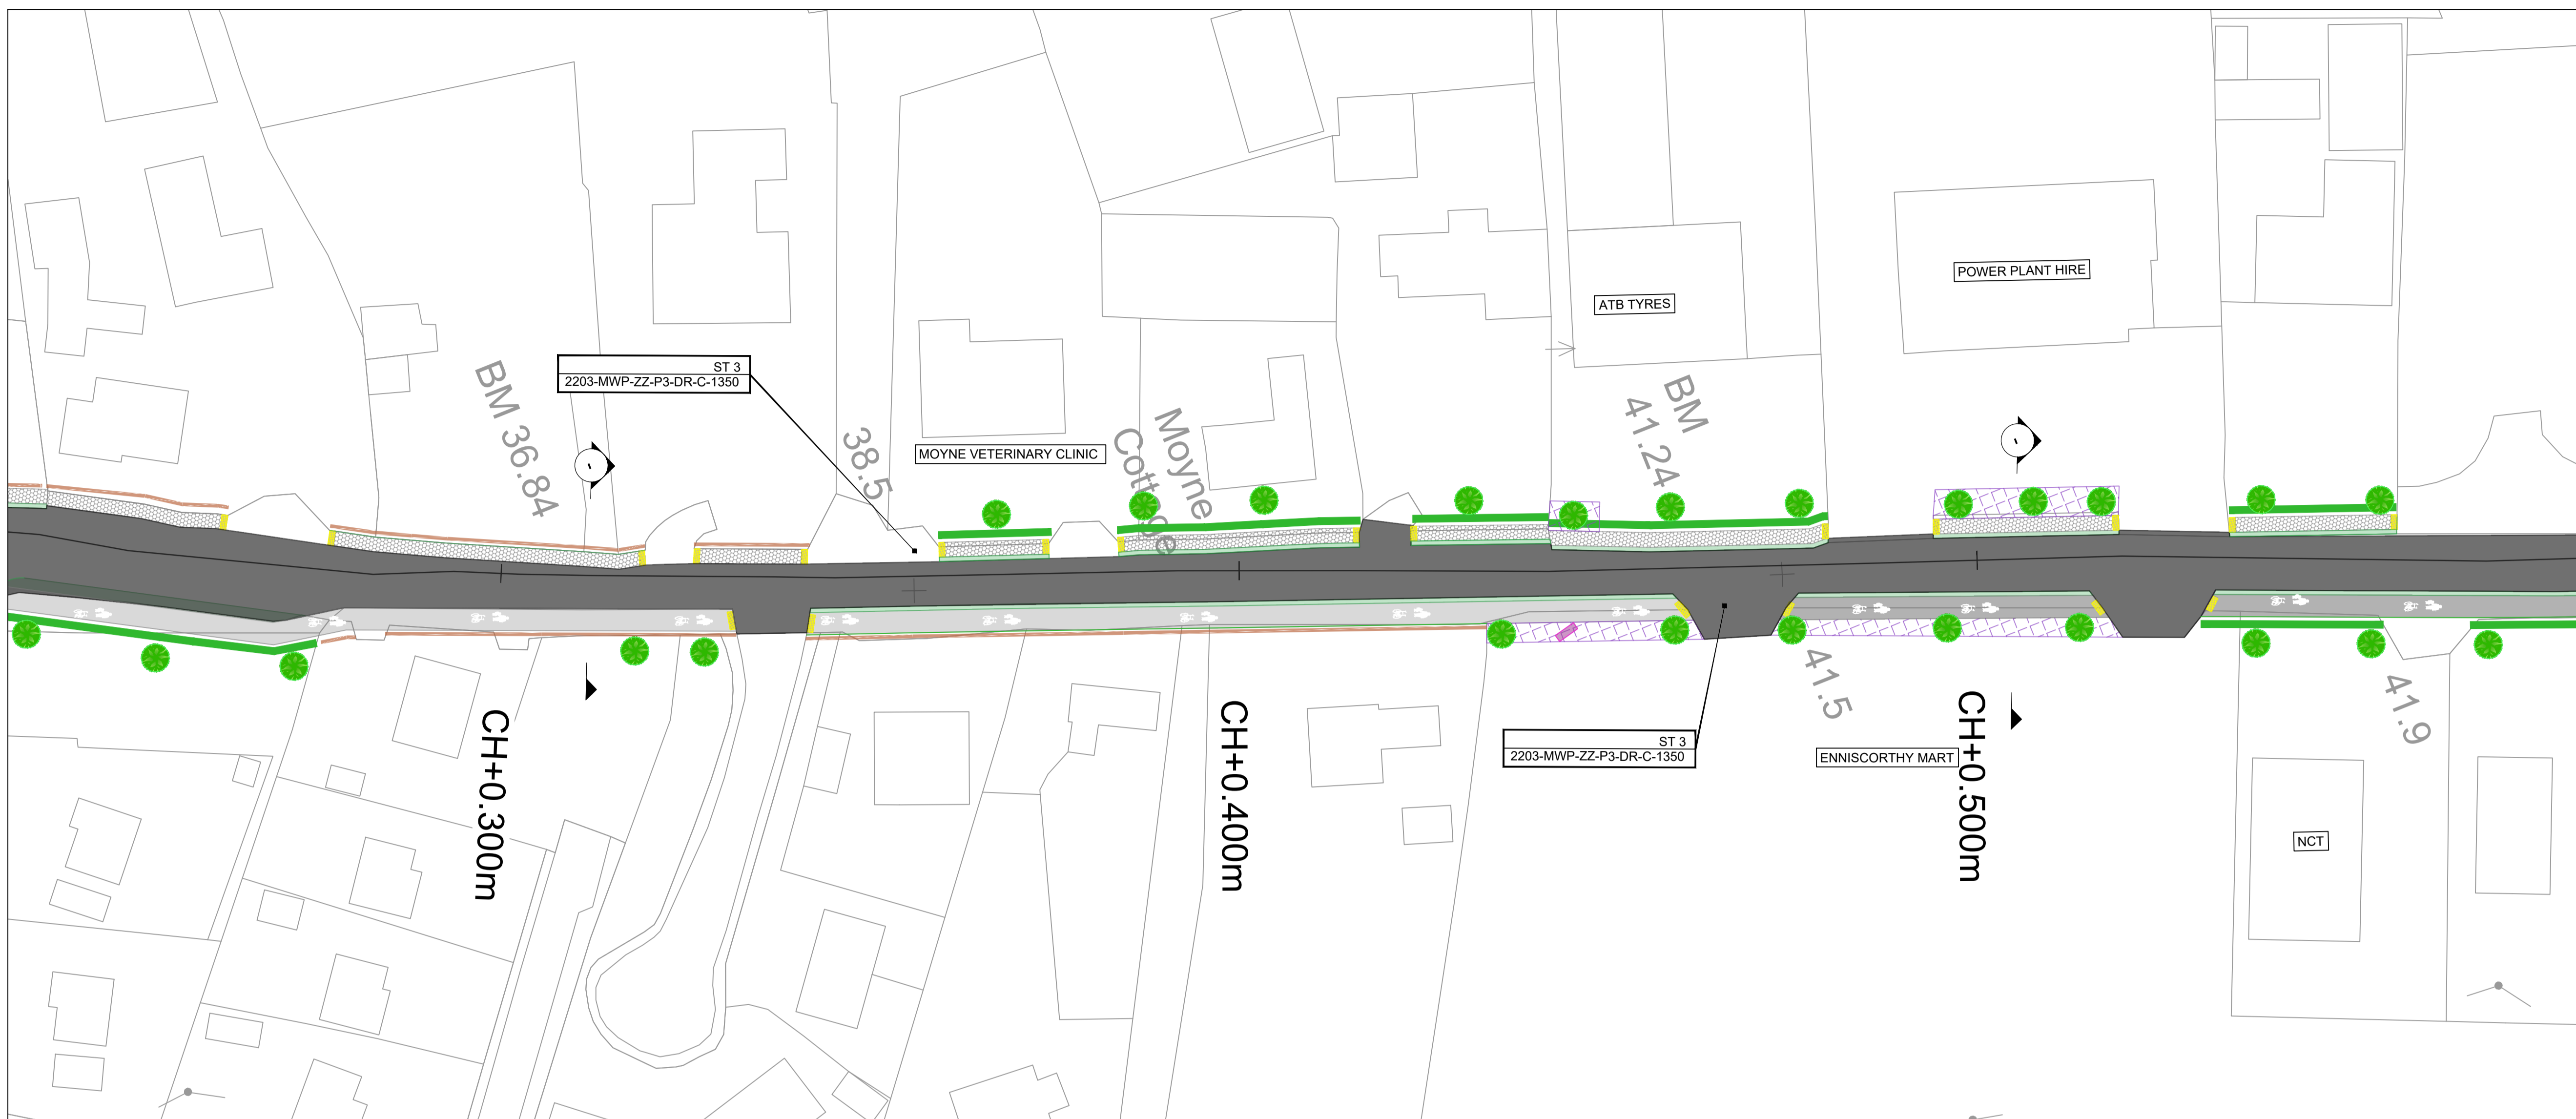 POWER PLANT HIRE
ATB TYRES
ST 3
2203-MWP-ZZ-P3-DR-C-1350
BM 36.84
38.5
MOYNE VETERINARY CLINIC
Moyne
Cottage
BM
41.24
41.5
41.9
CH+0.300m
CH+0.400m
CH+0.500m
ST 3
2203-MWP-ZZ-P3-DR-C-1350
ENNISCORTHY MART
NCT